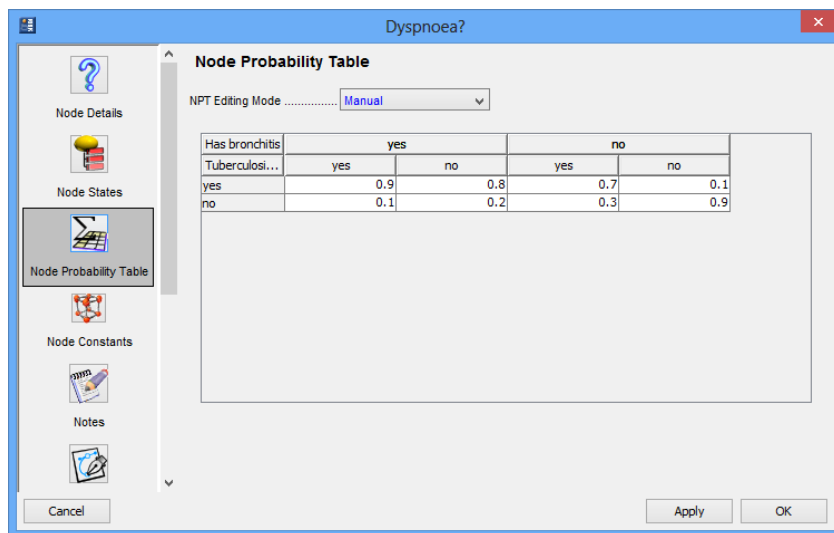 Dyspnoea?
Node Details
Node States
Node Probability Table
Node Constants
Notes
Node Probability Table
NPT Editing Mode ................ Manual
Has bronchitis yes no
Tuberculosi... yes no yes no
yes 0.9 0.8 0.7 0.1
no 0.1 0.2 0.3 0.9
Cancel Apply OK